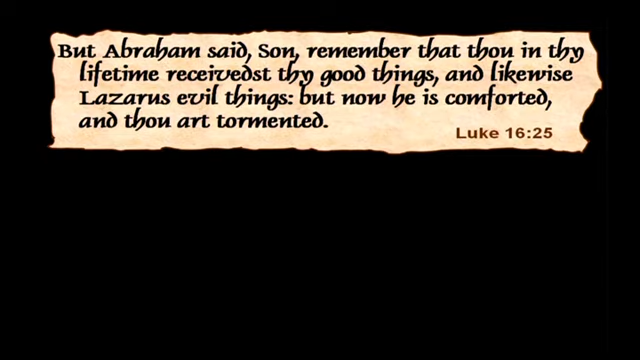 But Abraham said, Son, remember that thou in thy
lifetime receivedst thy good things, and likewise
Lazarus evil things: but now he is comforted,
and thou art tormented.
Luke 16:25